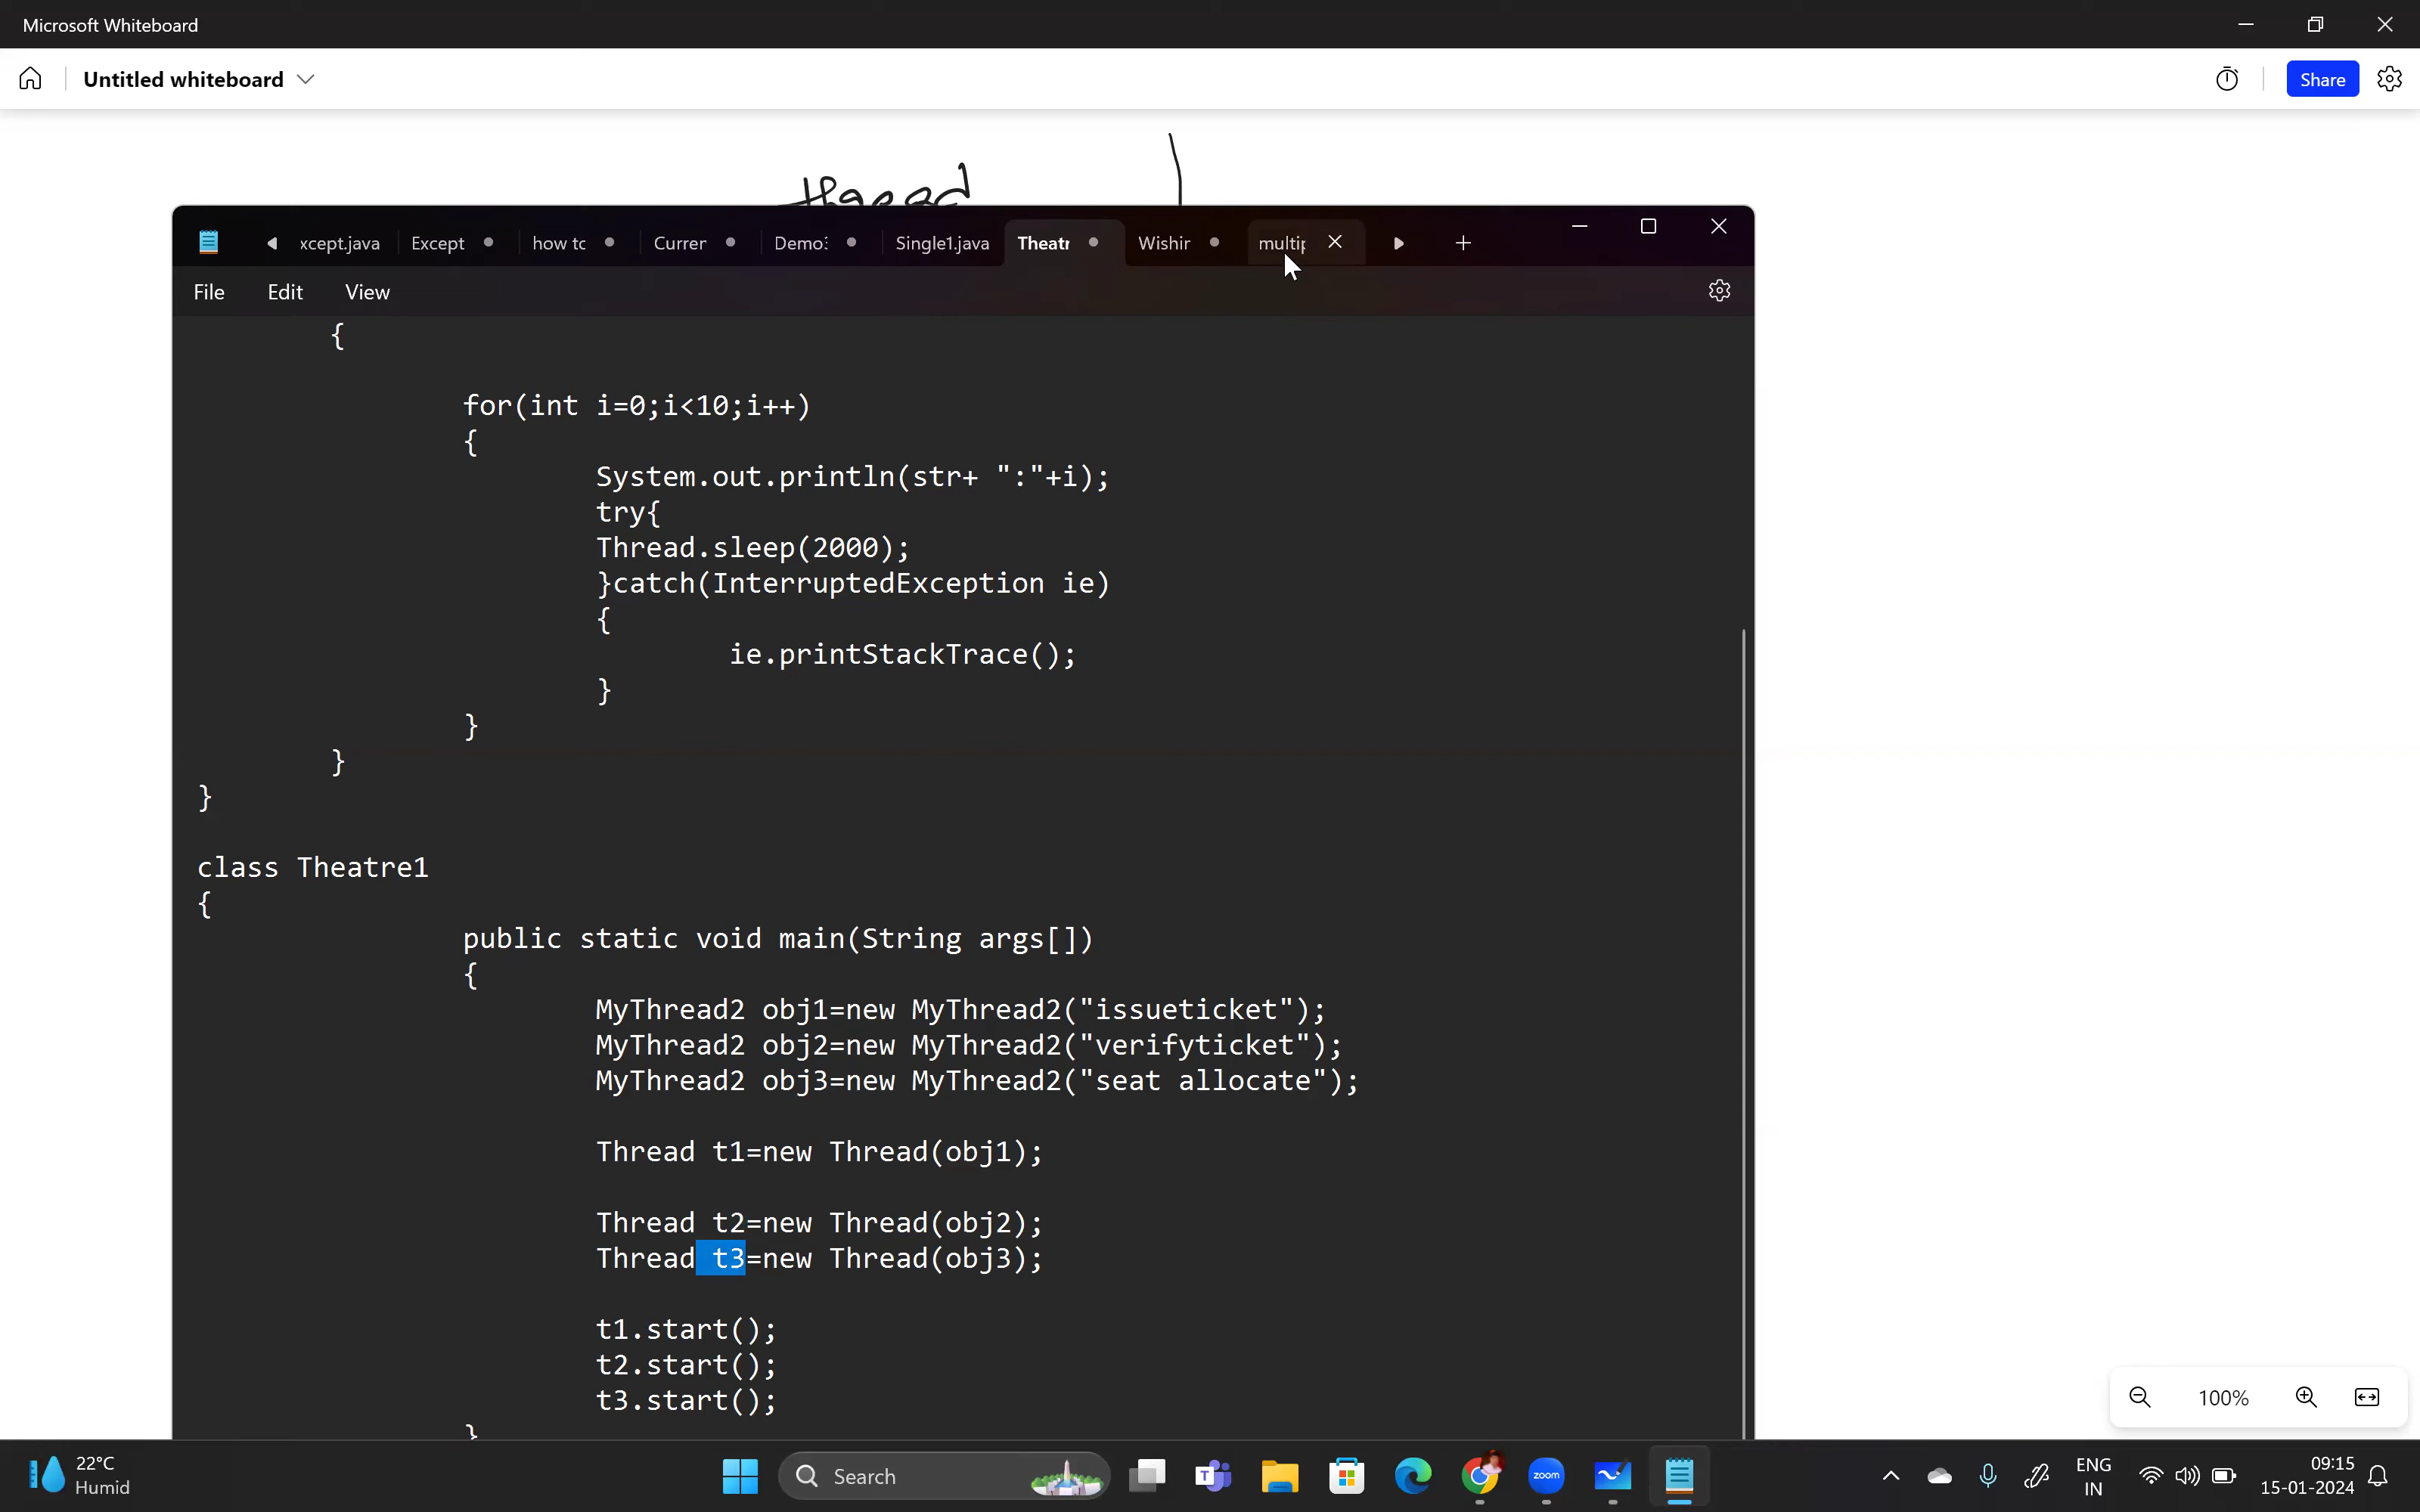 Microsoft Whiteboard
Untitled whiteboard
Share
thread
xcept.java Except how to Currer Demo: Single1.java Theatr Wishir multip
File Edit View
{
for(int i=0;i<10;i++)
{
System.out.println(str+ ":"+i);
try{
Thread.sleep(2000);
}catch(InterruptedException ie)
{
ie.printStackTrace();
}
}
}
}
class Theatre1
{
public static void main(String args[])
{
MyThread2 obj1=new MyThread2("issueticket");
MyThread2 obj2=new MyThread2("verifyticket");
MyThread2 obj3=new MyThread2("seat allocate");
Thread t1=new Thread(obj1);
Thread t2=new Thread(obj2);
Thread t3=new Thread(obj3);
t1.start();
t2.start();
t3.start();
}
100%
22°C
Humid
Search
zoom
ENG
IN
09:15
15-01-2024